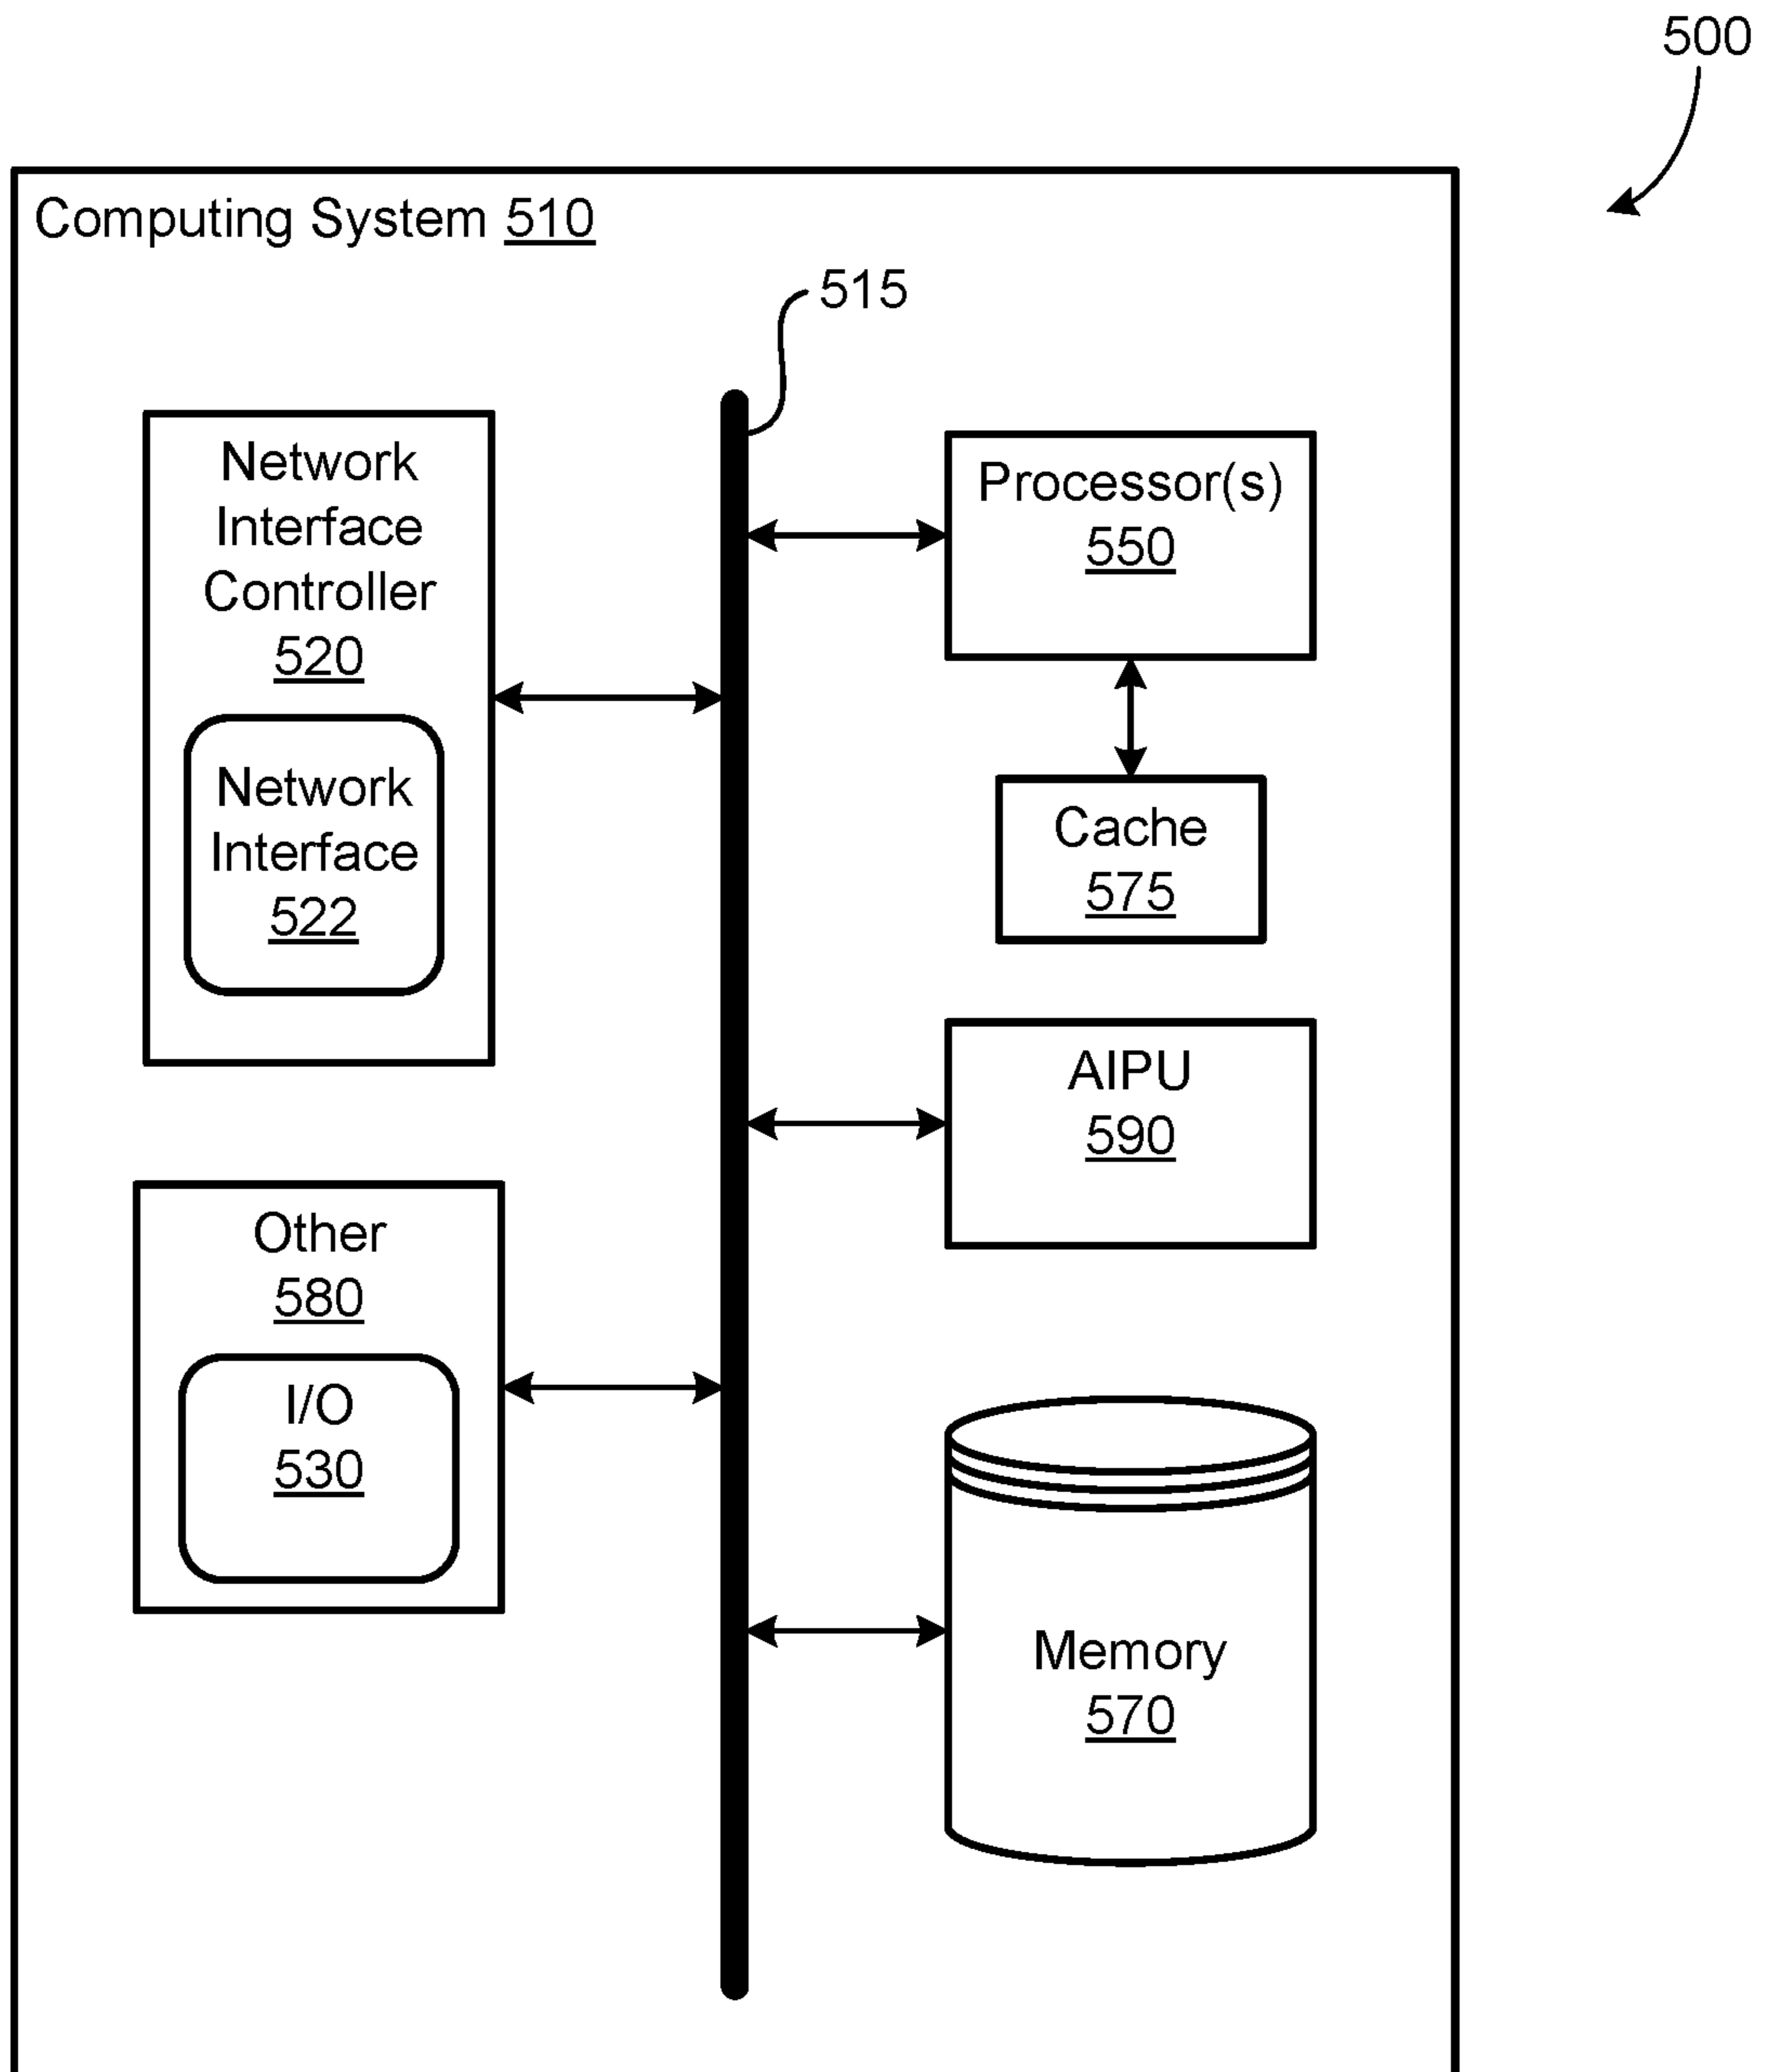 500
Computing System 510
515
Network
Interface
Controller
520
Network
Interface
522
Processor(s)
550
Cache
575
AIPU
590
Other
580
I/O
530
Memory
570